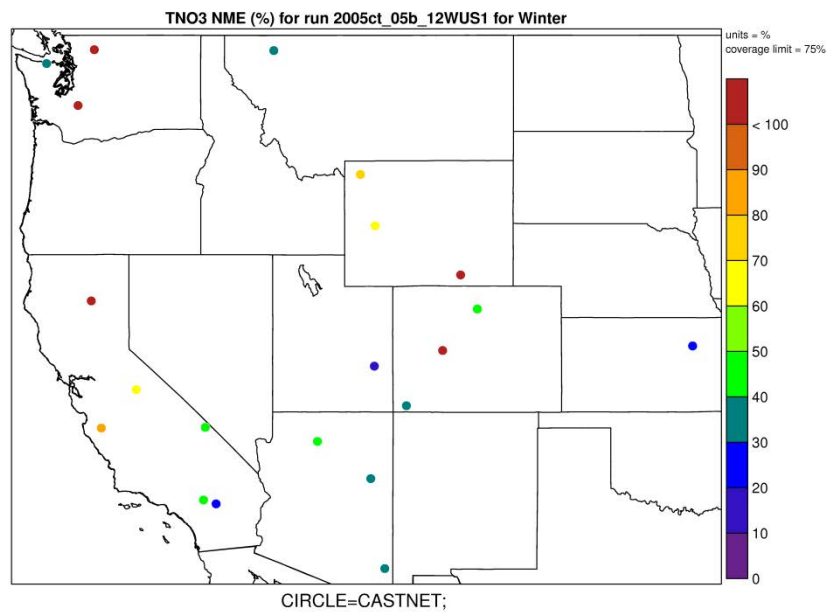 TNO3 NME (%) for run 2005ct_05b_12WUS1 for Winter
units = %
coverage limit = 75%
< 100
90
80
70
60
50
40
30
20
10
0
CIRCLE=CASTNET;